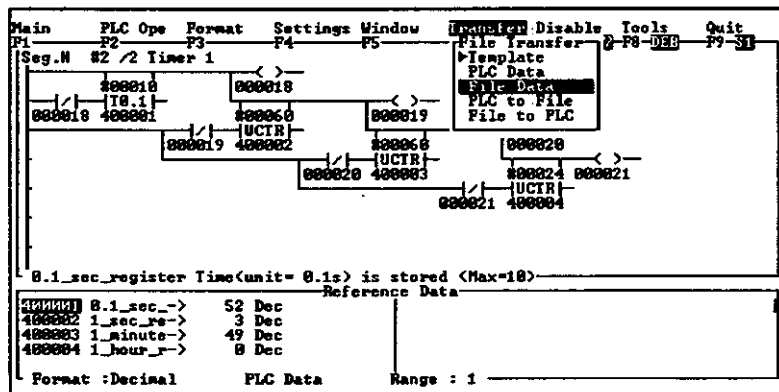 Main PLC Ope Format Settings Window Transfer Disable Tools Quit
F1 F2 F3 F4 F5 File Transfer F8-DEB F9-S1
Seg.N #2 /2 Timer 1
Template
PLC Data
File Data
PLC to File
File to PLC
#00010 000018
000018 T0.1 400001 #00060 000019
000019 UCTR 400002 #00060 000020
000020 UCTR 400003 #00024 000021
000021 UCTR 400004
0.1_sec_register Time(unit= 0.1s) is stored (Max=10)
Reference Data
400001 0.1_sec_-> 52 Dec
400002 1_sec_re-> 3 Dec
400003 1_minute-> 49 Dec
400004 1_hour_r-> 0 Dec
Format :Decimal PLC Data Range : 1